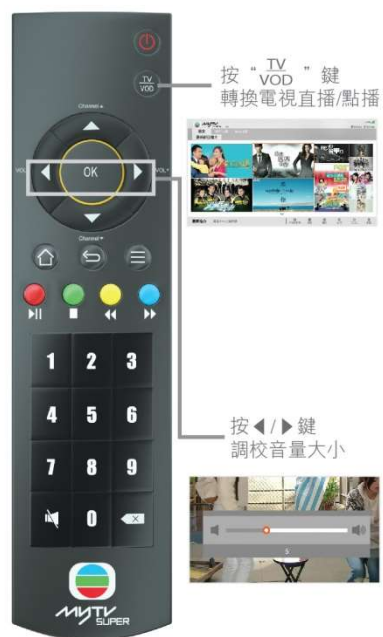 TV
VOD
按“ TV VOD ”鍵
轉換電視直播/點播
Channel▲
VOL-
OK
VOL+
Channel▼
1 2 3
4 5 6
7 8 9
0
按◀/▶鍵
調校音量大小
5
MYTV
SUPER